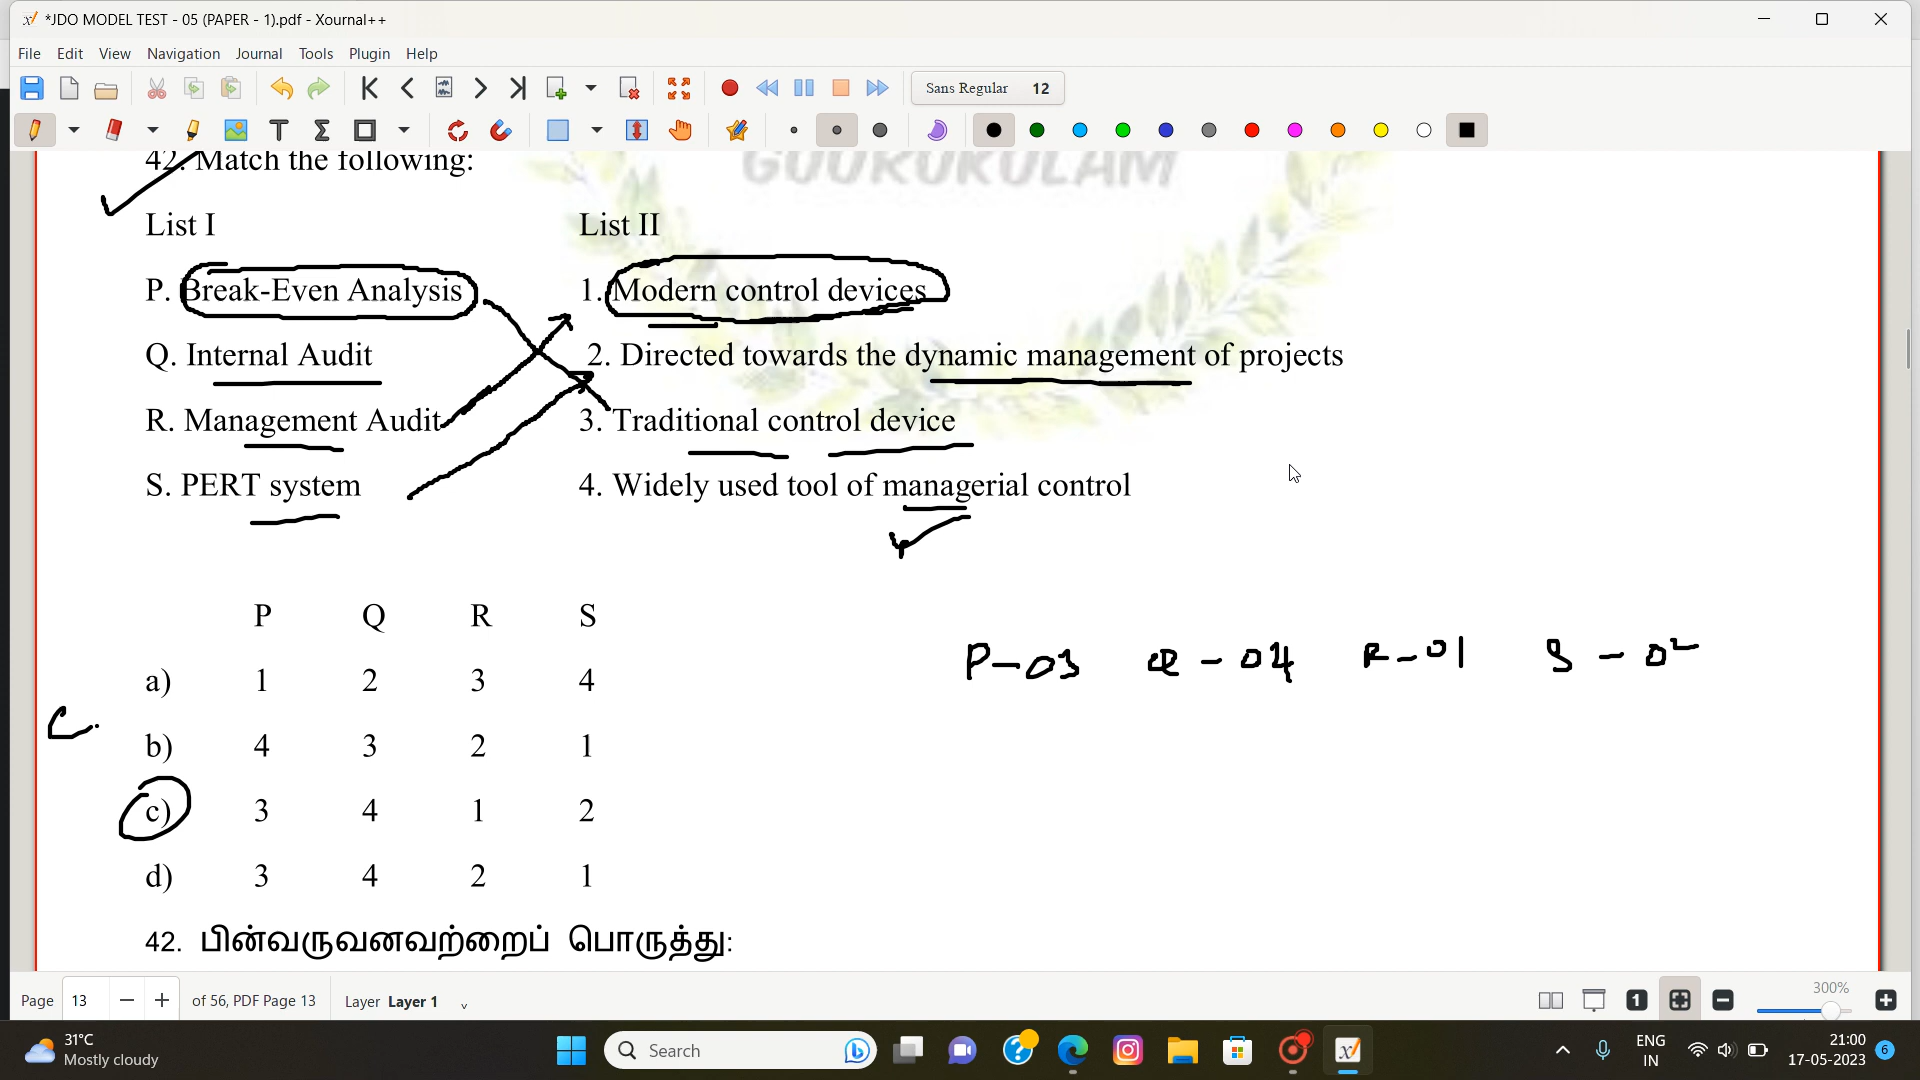 *JDO MODEL TEST - 05 (PAPER - 1).pdf - Xournal++
File Edit View Navigation Journal Tools Plugin Help
Sans Regular 12
GUURUKULAM
42. Match the following:
List I List II
P. Break-Even Analysis 1. Modern control devices
Q. Internal Audit 2. Directed towards the dynamic management of projects
R. Management Audit 3. Traditional control device
S. PERT system 4. Widely used tool of managerial control
P Q R S
P-03 Q-04 R-01 S-02
a) 1 2 3 4
C.
b) 4 3 2 1
c) 3 4 1 2
d) 3 4 2 1
42. பின்வருவனவற்றைப் பொருத்து:
Page 13 of 56, PDF Page 13 Layer Layer 1 300%
31°C
Mostly cloudy
Search
ENG
IN
21:00
17-05-2023 6